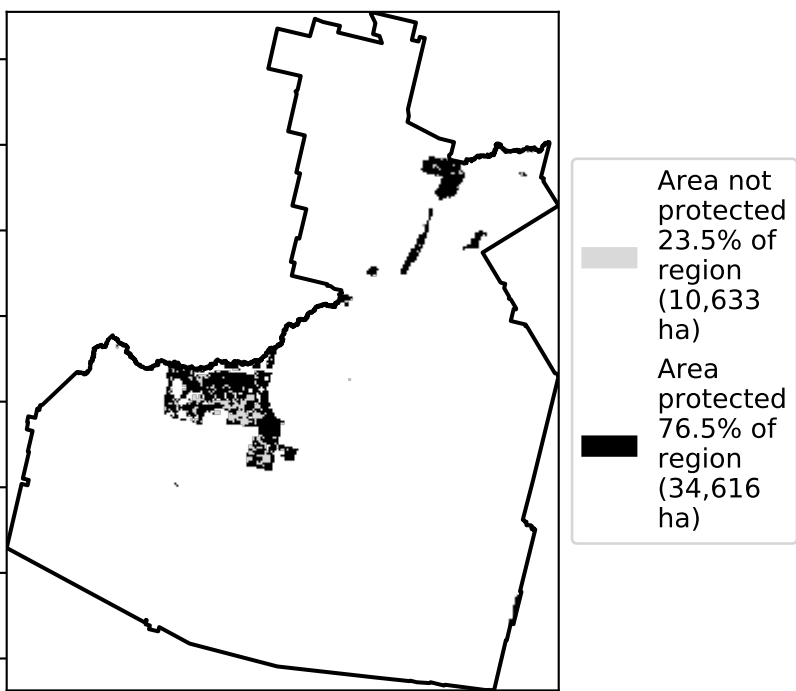 Area not
protected
23.5% of
region
(10,633
ha)
Area
protected
76.5% of
region
(34,616
ha)